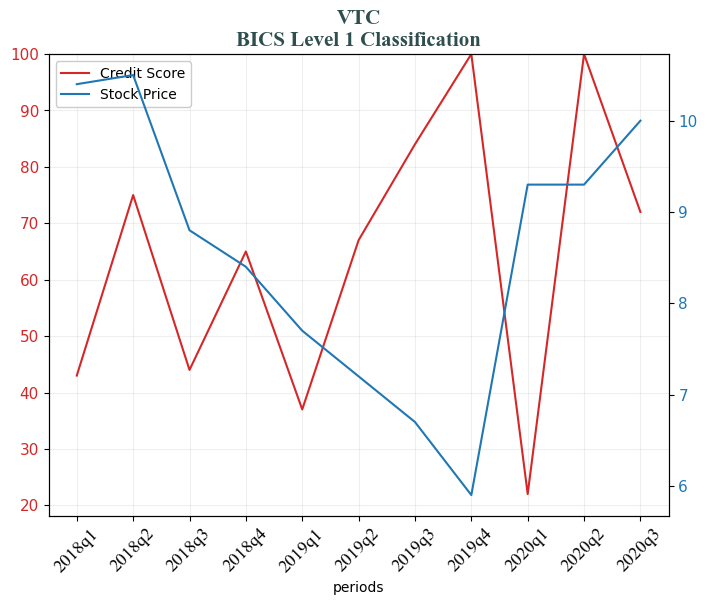 VTC
BICS Level 1 Classification
Credit Score
Stock Price
100
90
80
70
60
50
40
30
20
10
9
8
7
6
2018q1
2018q2
2018q3
2018q4
2019q1
2019q2
2019q3
2019q4
2020q1
2020q2
2020q3
periods